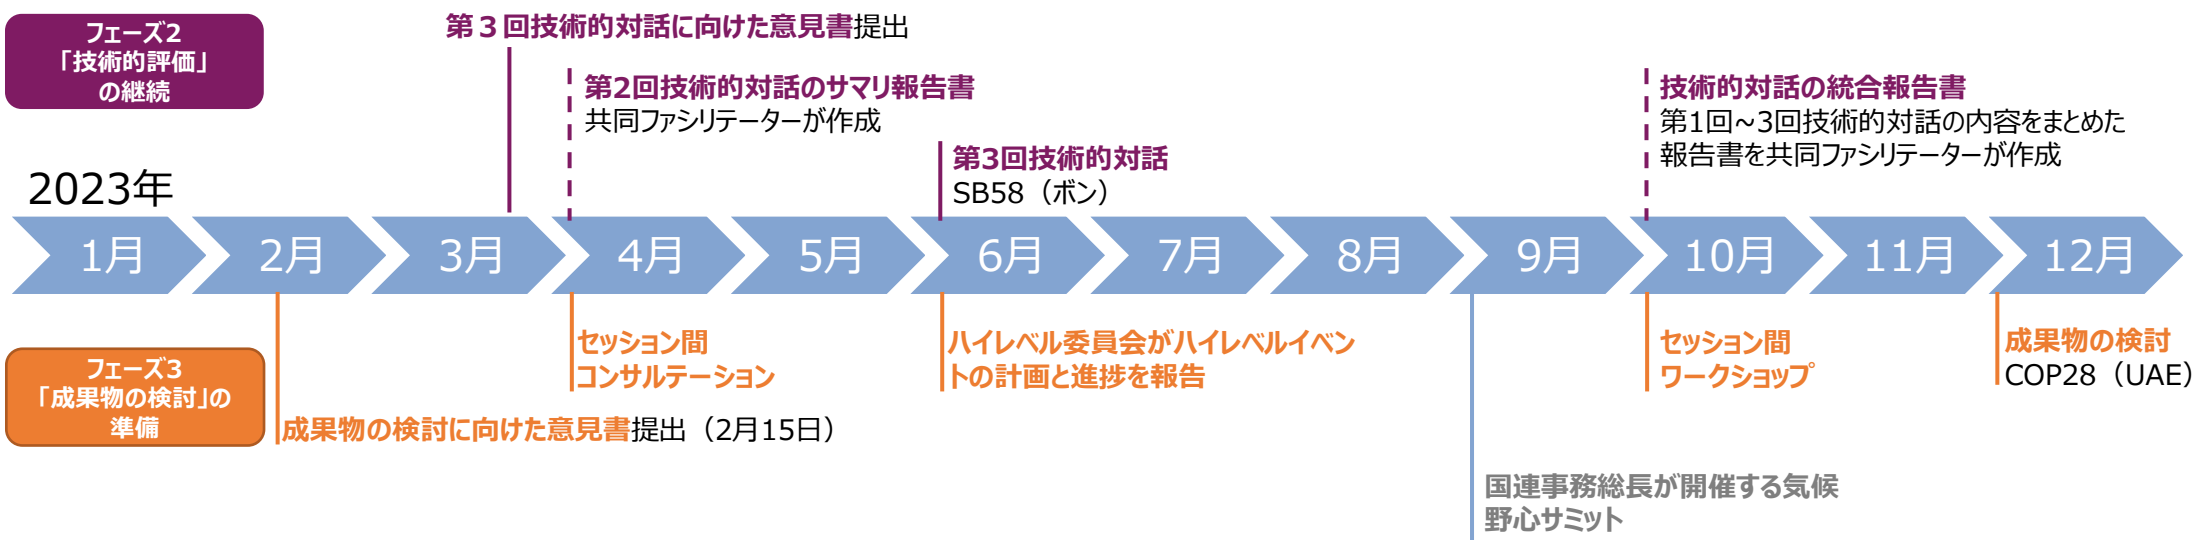 フェーズ2
「技術的評価」
の継続
第３回技術的対話に向けた意見書提出
第2回技術的対話のサマリ報告書
共同ファシリテーターが作成
第3回技術的対話
SB58（ボン）
技術的対話の統合報告書
第1回~3回技術的対話の内容をまとめた
報告書を共同ファシリテーターが作成
2023年
1月
2月
3月
4月
5月
6月
7月
8月
9月
10月
11月
12月
フェーズ3
「成果物の検討」の
準備
成果物の検討に向けた意見書提出（2月15日）
セッション間
コンサルテーション
ハイレベル委員会がハイレベルイベン
トの計画と進捗を報告
国連事務総長が開催する気候
野心サミット
セッション間
ワークショップ
成果物の検討
COP28（UAE）